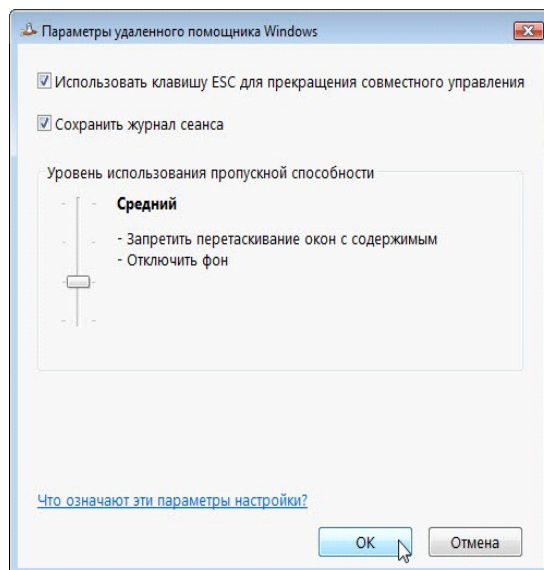 Параметры удаленного помощника Windows
Использовать клавишу ESC для прекращения совместного управления
Сохранить журнал сеанса
Уровень использования пропускной способности
Средний
- Запретить перетаскивание окон с содержимым
- Отключить фон
Что означают эти параметры настройки?
OK
Отмена